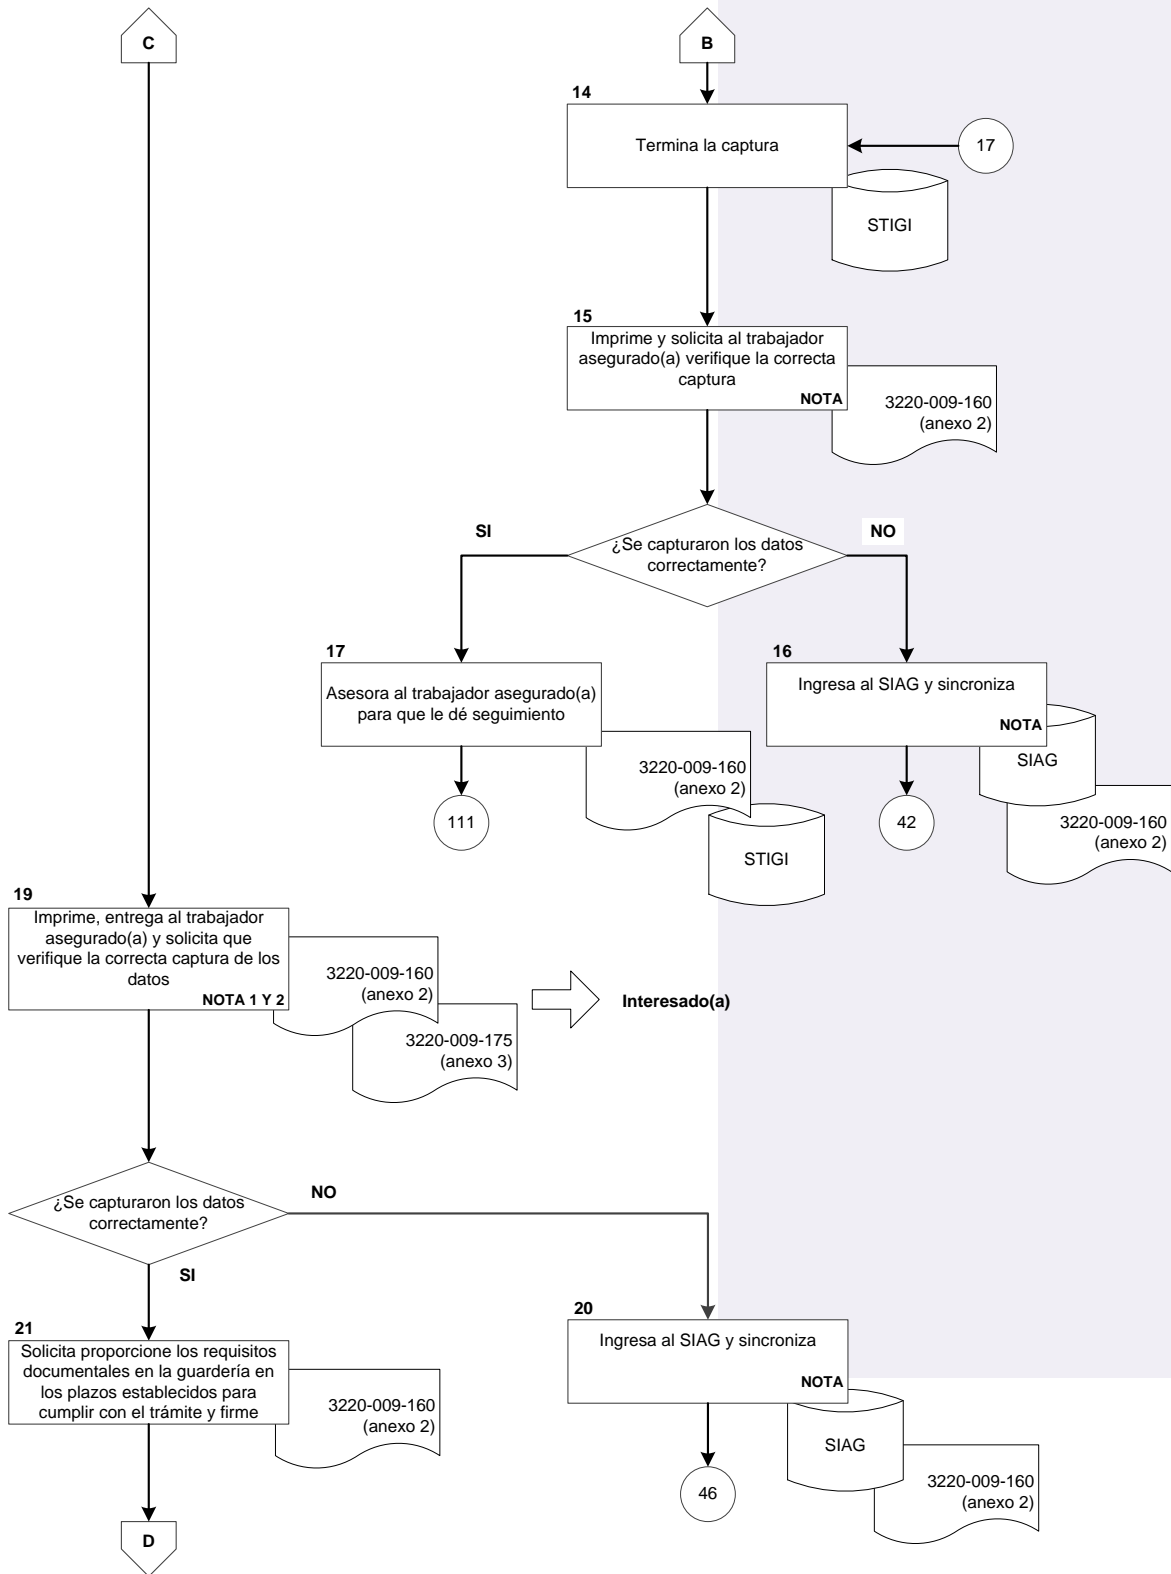 C
B
14
Termina la captura
17
STIGI
15
Imprime y solicita al trabajador
asegurado(a) verifique la correcta
captura
NOTA
3220-009-160
(anexo 2)
¿Se capturaron los datos
correctamente?
SI
NO
17
Asesora al trabajador asegurado(a)
para que le dé seguimiento
3220-009-160
(anexo 2)
STIGI
111
16
Ingresa al SIAG y sincroniza
NOTA
SIAG
3220-009-160
(anexo 2)
42
19
Imprime, entrega al trabajador
asegurado(a) y solicita que
verifique la correcta captura de los
datos
NOTA 1 Y 2
3220-009-160
(anexo 2)
3220-009-175
(anexo 3)
Interesado(a)
¿Se capturaron los datos
correctamente?
NO
SI
21
Solicita proporcione los requisitos
documentales en la guardería en
los plazos establecidos para
cumplir con el trámite y firme
3220-009-160
(anexo 2)
20
Ingresa al SIAG y sincroniza
NOTA
SIAG
3220-009-160
(anexo 2)
46
D